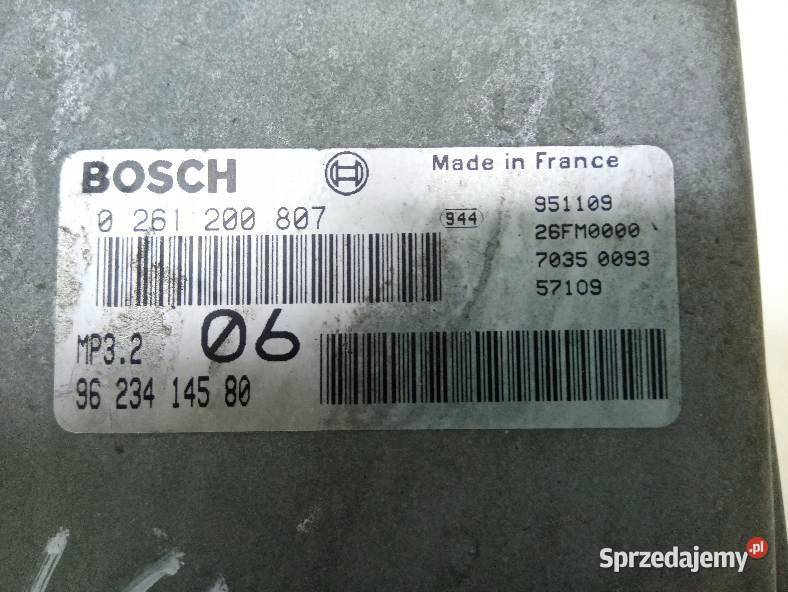 BOSCH
Made in France
0 261 200 807
944
951109
26FM0000
7035 0093
57109
MP3.2
06
96 234 145 80
Sprzedajemy.pl